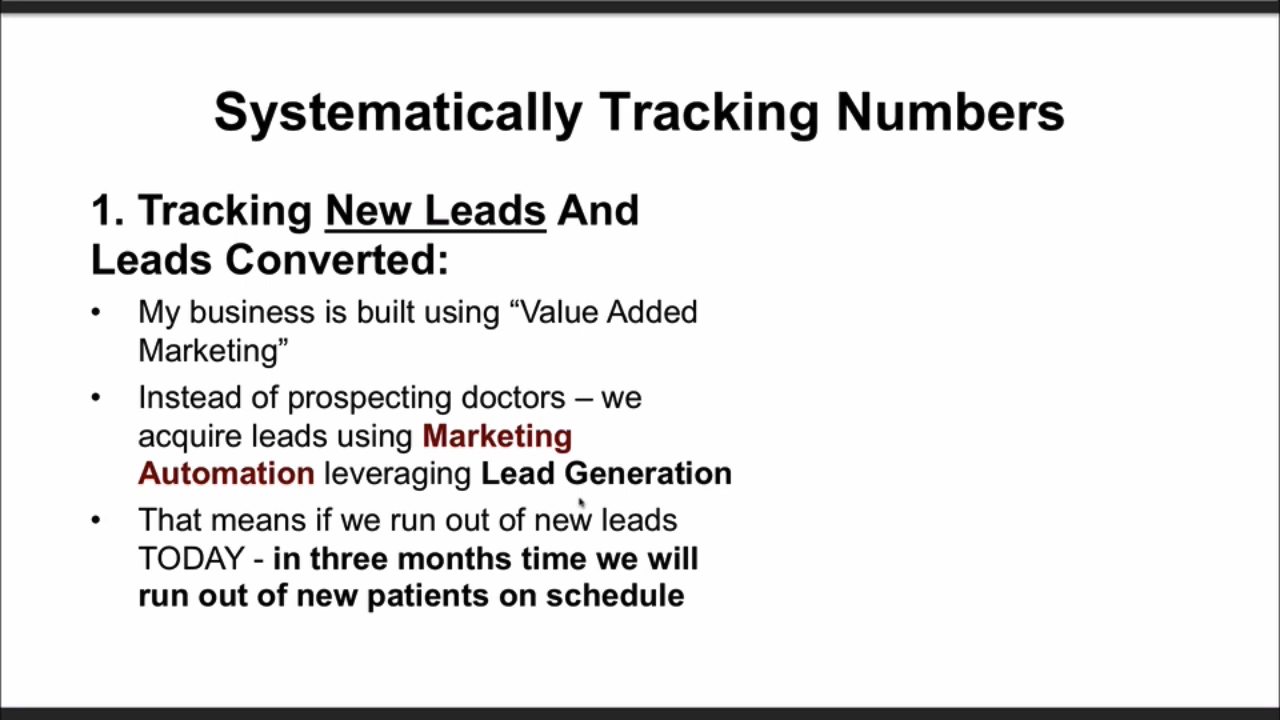 Systematically Tracking Numbers
1. Tracking New Leads And
Leads Converted:
• My business is built using “Value Added
Marketing”
• Instead of prospecting doctors – we
acquire leads using Marketing
Automation leveraging Lead Generation
• That means if we run out of new leads
TODAY - in three months time we will
run out of new patients on schedule